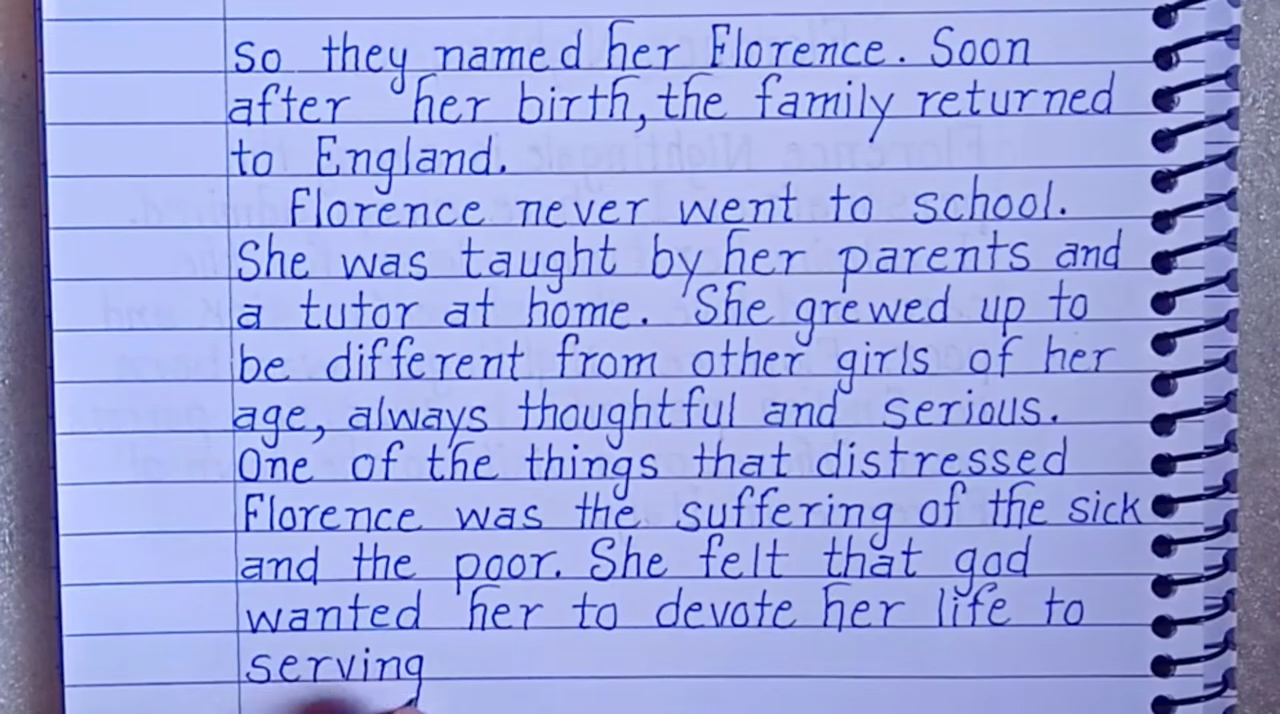 So they named her Florence. Soon
after her birth, the family returned
to England.
Florence never went to school.
She was taught by her parents and
a tutor at home. She grewed up to
be different from other girls of her
age, always thoughtful and serious.
One of the things that distressed
Florence was the suffering of the sick
and the poor. She felt that god
wanted her to devote her life to
serving